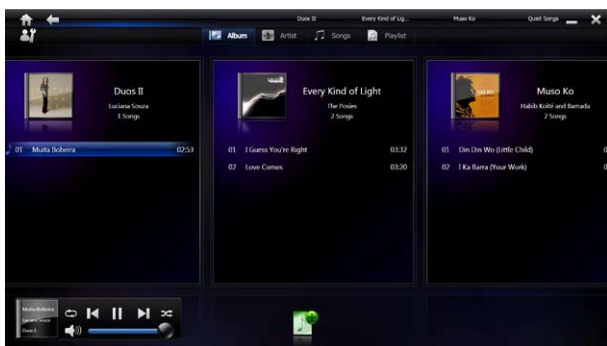 Duos II
Every Kind of Lig...
Muso Ko
Quiet Songs
Album
Artist
Songs
Playlist
Duos II
Luciana Souza
1 Songs
01 Muita Bobeira 02:53
Every Kind of Light
The Posies
2 Songs
01 I Guess You're Right 03:32
02 Love Comes 03:20
Muso Ko
Habib Koité and Bamada
2 Songs
01 Din Din Wo (Little Child) 0
02 I Ka Barra (Your Work) 0
Muita Bobeira
Luciana Souza
Duos II